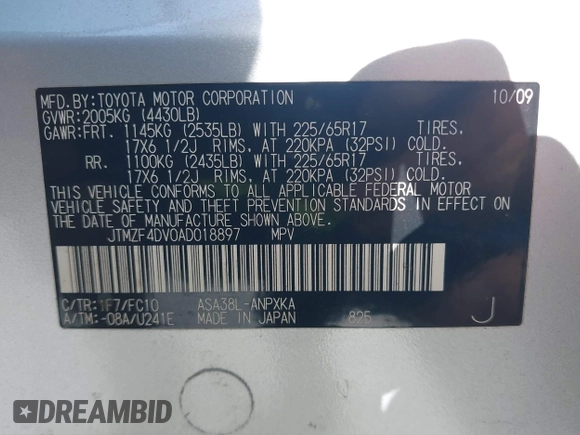 MFD. BY: TOYOTA MOTOR CORPORATION 10/09
GVWR: 2005KG (4430LB)
GAWR: FRT. 1145KG (2535LB) WITH 225/65R17 TIRES.
17X6 1/2J RIMS. AT 220KPA (32PSI) COLD.
RR. 1100KG (2435LB) WITH 225/65R17 TIRES.
17X6 1/2J RIMS. AT 220KPA (32PSI) COLD.
THIS VEHICLE CONFORMS TO ALL APPLICABLE FEDERAL MOTOR
VEHICLE SAFETY AND THEFT PREVENTION STANDARDS IN EFFECT ON
THE DATE OF MANUFACTURE SHOWN ABOVE.
JTMZF4DV0AD018897 MPV
C/TR: 1F7/FC10 ASA38L-ANPXKA
A/TM: -08A/U241E MADE IN JAPAN 825 J
DREAMBID